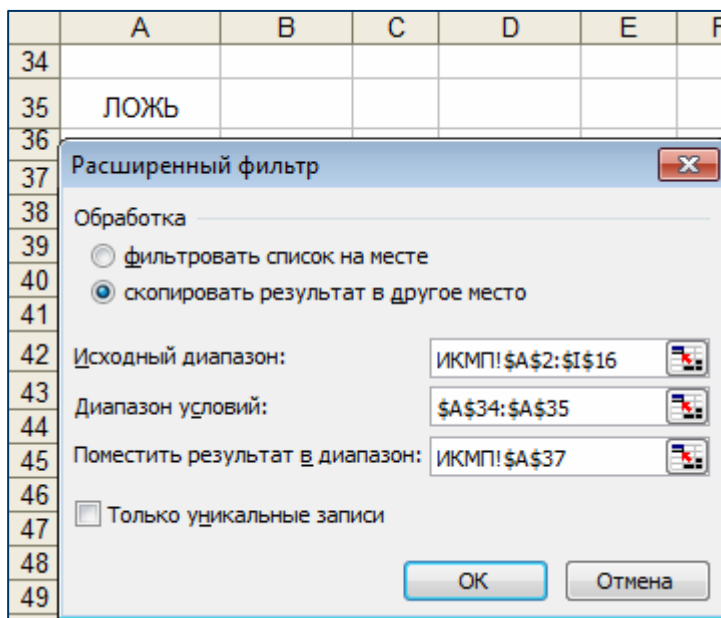 A B C D E F
34
35 ЛОЖЬ
36
37 Расширенный фильтр
38 Обработка
39 фильтровать список на месте
40 скопировать результат в другое место
41
42 Исходный диапазон: ИКМП!$A$2:$I$16
43 Диапазон условий: $A$34:$A$35
44
45 Поместить результат в диапазон: ИКМП!$A$37
46
47 Только уникальные записи
48
49 ОК Отмена